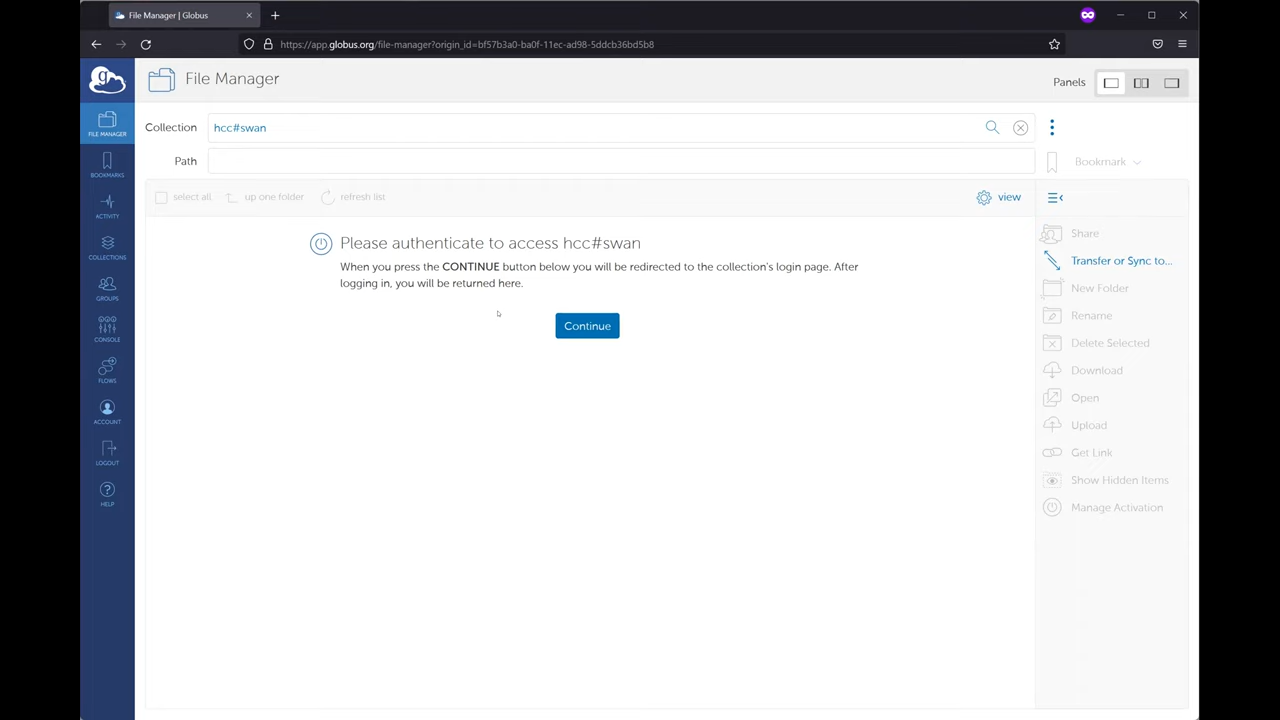 File Manager | Globus
https://app.globus.org/file-manager?origin_id=bf57b3a0-ba0f-11ec-ad98-5ddcb36bd5b8
g
File Manager
Panels
FILE MANAGER
Collection
hcc#swan
Path
Bookmark
BOOKMARKS
select all
up one folder
refresh list
view
ACTIVITY
Share
Please authenticate to access hcc#swan
COLLECTIONS
When you press the CONTINUE button below you will be redirected to the collection's login page. After
logging in, you will be returned here.
Transfer or Sync to...
GROUPS
New Folder
Continue
Rename
CONSOLE
Delete Selected
FLOWS
Download
Open
ACCOUNT
Upload
LOGOUT
Get Link
Show Hidden Items
HELP
Manage Activation